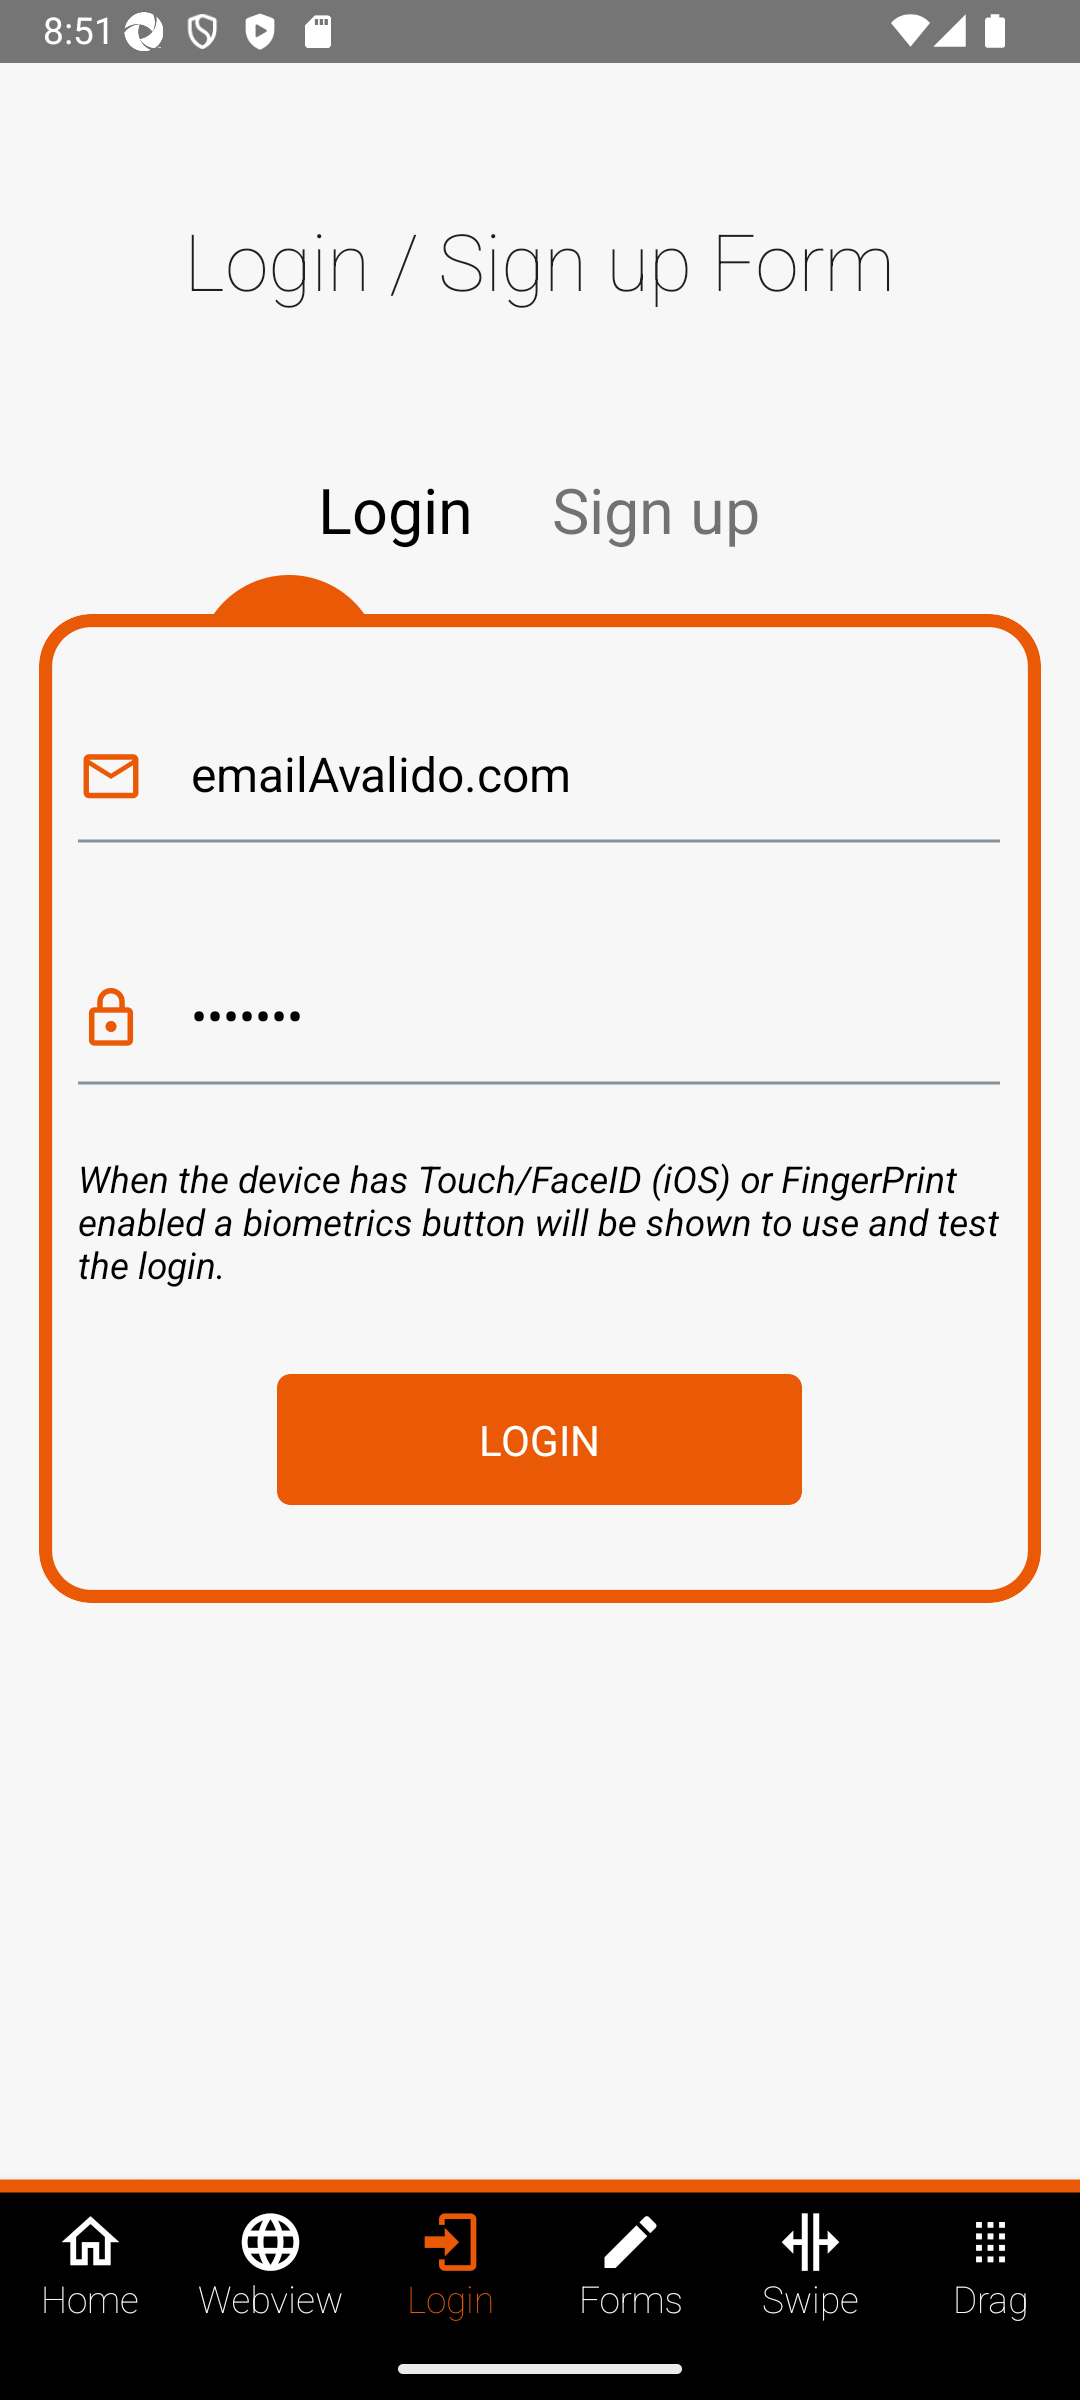 8:51
Login / Sign up Form
Login Sign up
emailAvalido.com
•••••••
When the device has Touch/FaceID (iOS) or FingerPrint
enabled a biometrics button will be shown to use and test
the login.
LOGIN
Home Webview Login Forms Swipe Drag